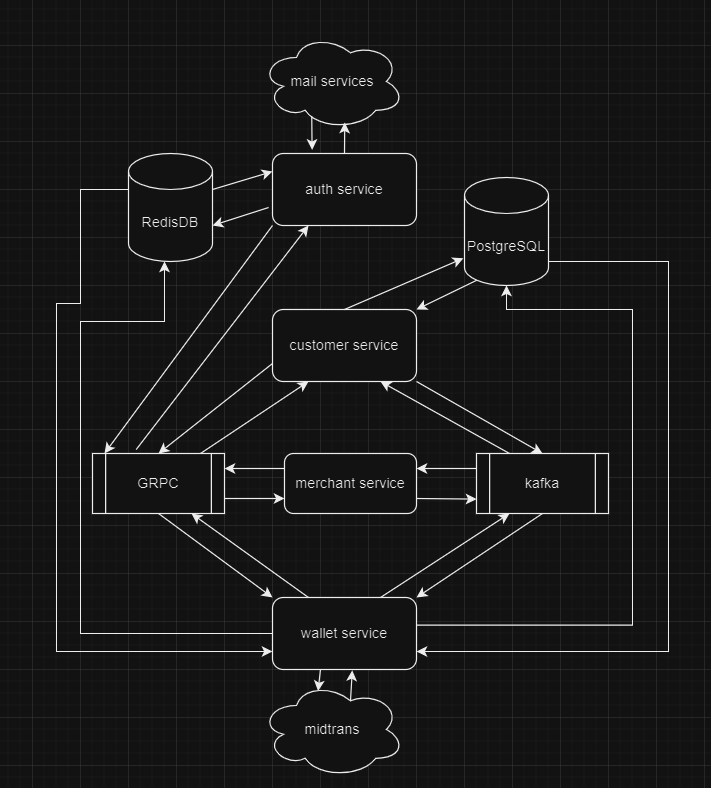 mail services
auth service
RedisDB
PostgreSQL
customer service
GRPC
merchant service
kafka
wallet service
midtrans